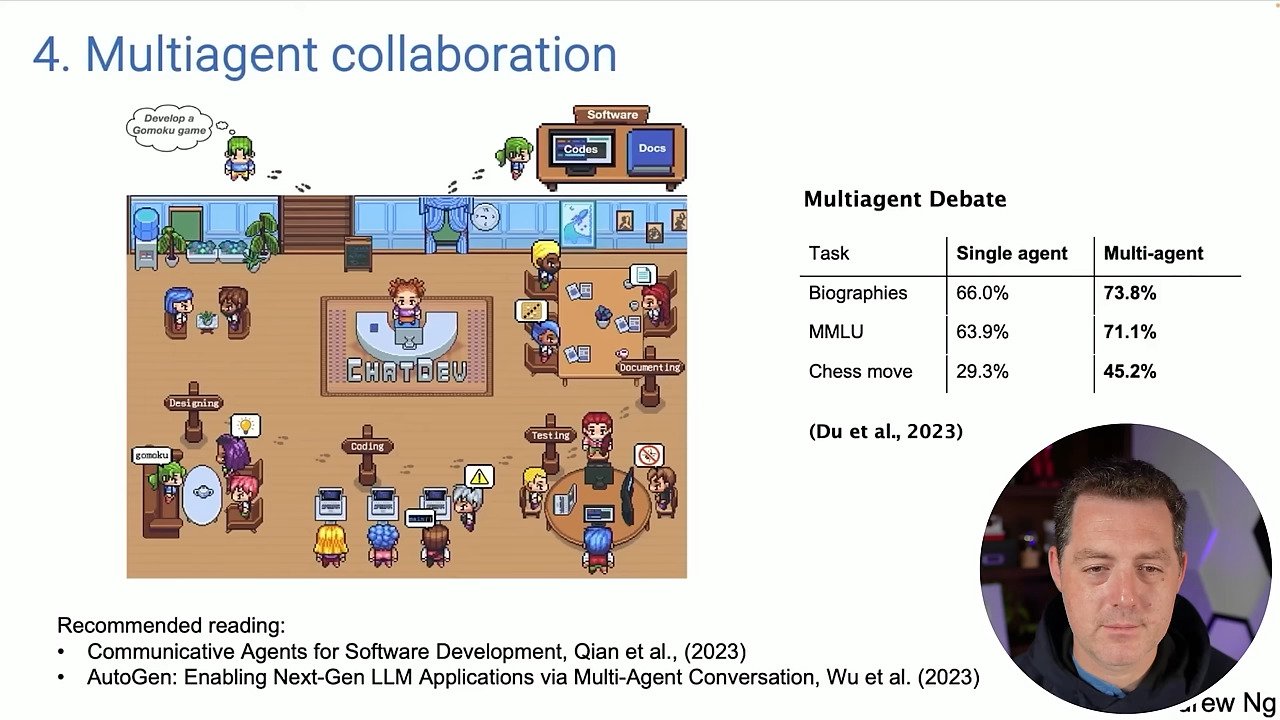 4. Multiagent collaboration
Develop a
Gomoku game
Software
Codes
Docs
CHATDEV
Documenting
Designing
gomoku
Coding
Testing
Multiagent Debate
Task Single agent Multi-agent
Biographies 66.0% 73.8%
MMLU 63.9% 71.1%
Chess move 29.3% 45.2%
(Du et al., 2023)
Recommended reading:
• Communicative Agents for Software Development, Qian et al., (2023)
• AutoGen: Enabling Next-Gen LLM Applications via Multi-Agent Conversation, Wu et al. (2023)
drew Ng